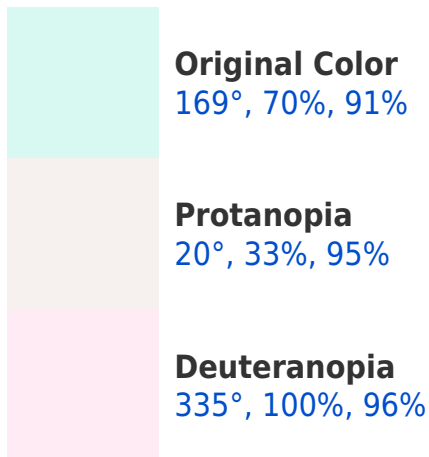 Original Color
169°, 70%, 91%
Protanopia
20°, 33%, 95%
Deuteranopia
335°, 100%, 96%